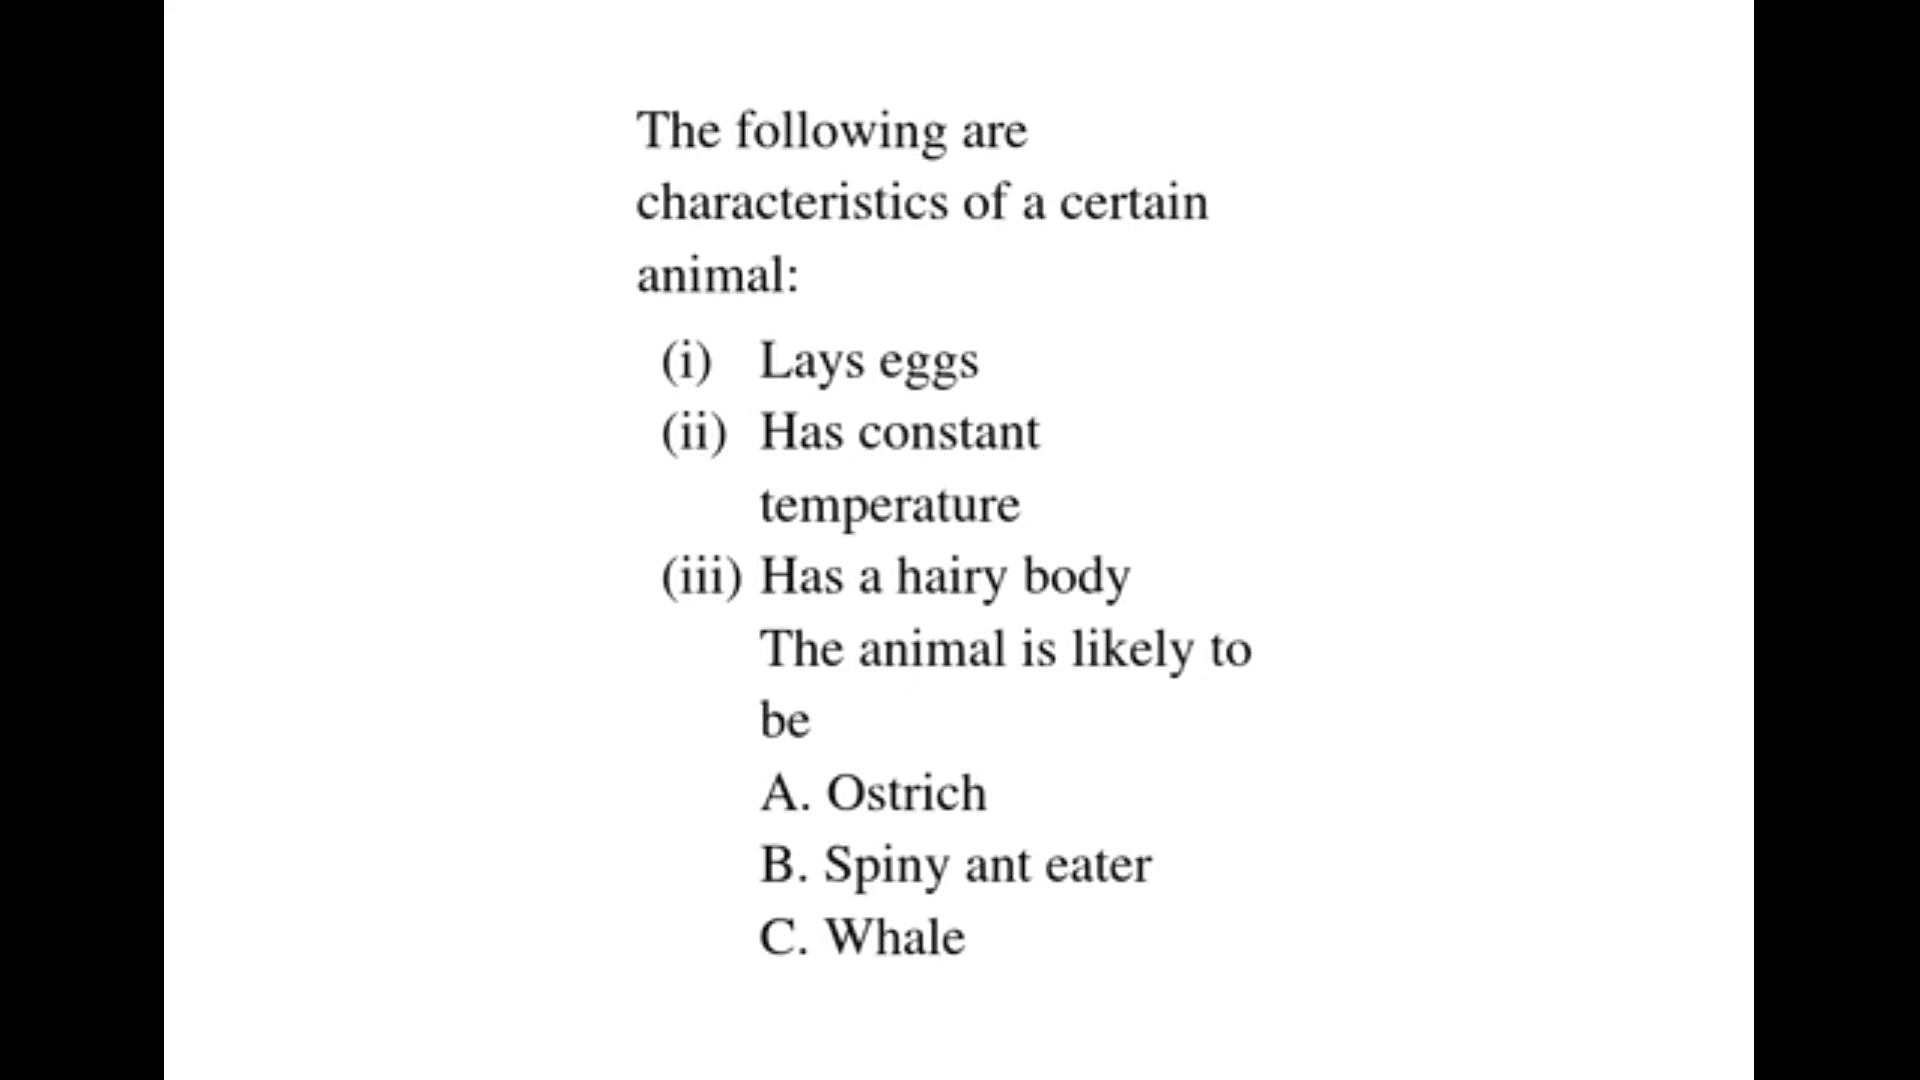 The following are
characteristics of a certain
animal:
(i) Lays eggs
(ii) Has constant
temperature
(iii) Has a hairy body
The animal is likely to
be
A. Ostrich
B. Spiny ant eater
C. Whale